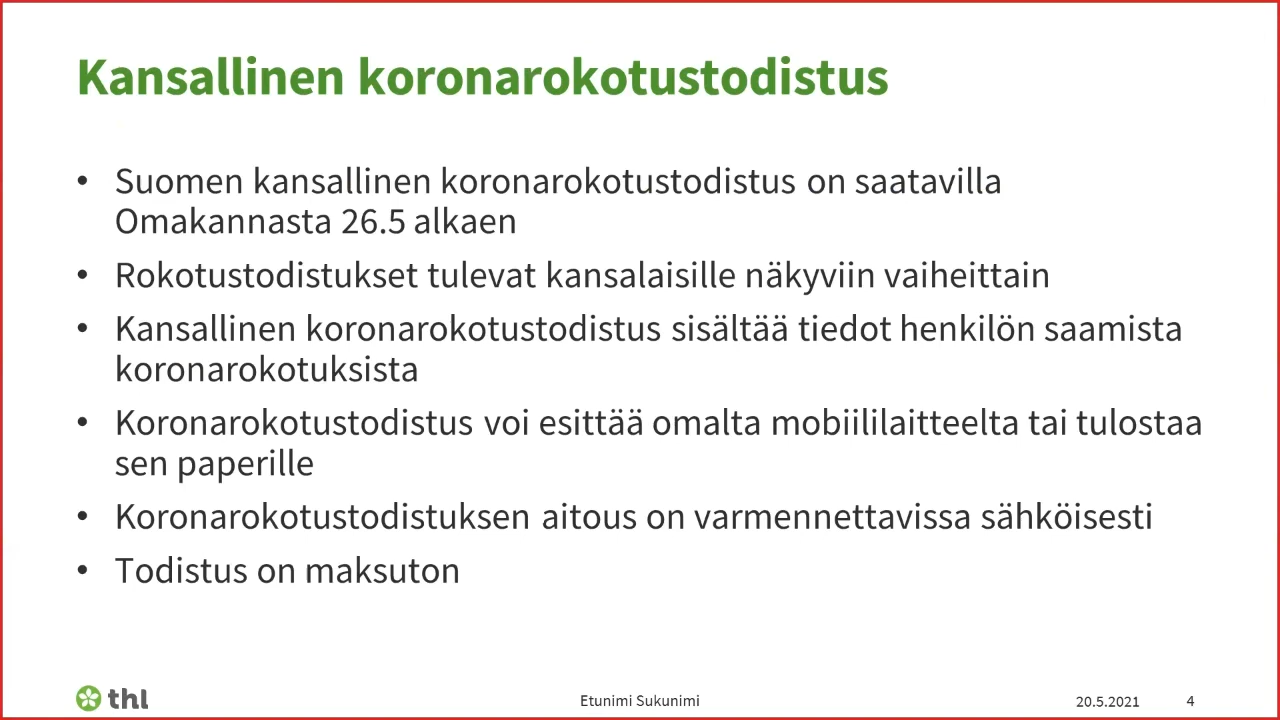 Kansallinen koronarokotustodistus
• Suomen kansallinen koronarokotustodistus on saatavilla
Omakannasta 26.5 alkaen
• Rokotustodistukset tulevat kansalaisille näkyviin vaiheittain
• Kansallinen koronarokotustodistus sisältää tiedot henkilön saamista
koronarokotuksista
• Koronarokotustodistus voi esittää omalta mobiililaitteelta tai tulostaa
sen paperille
• Koronarokotustodistuksen aitous on varmennettavissa sähköisesti
• Todistus on maksuton
thl
Etunimi Sukunimi
20.5.2021
4